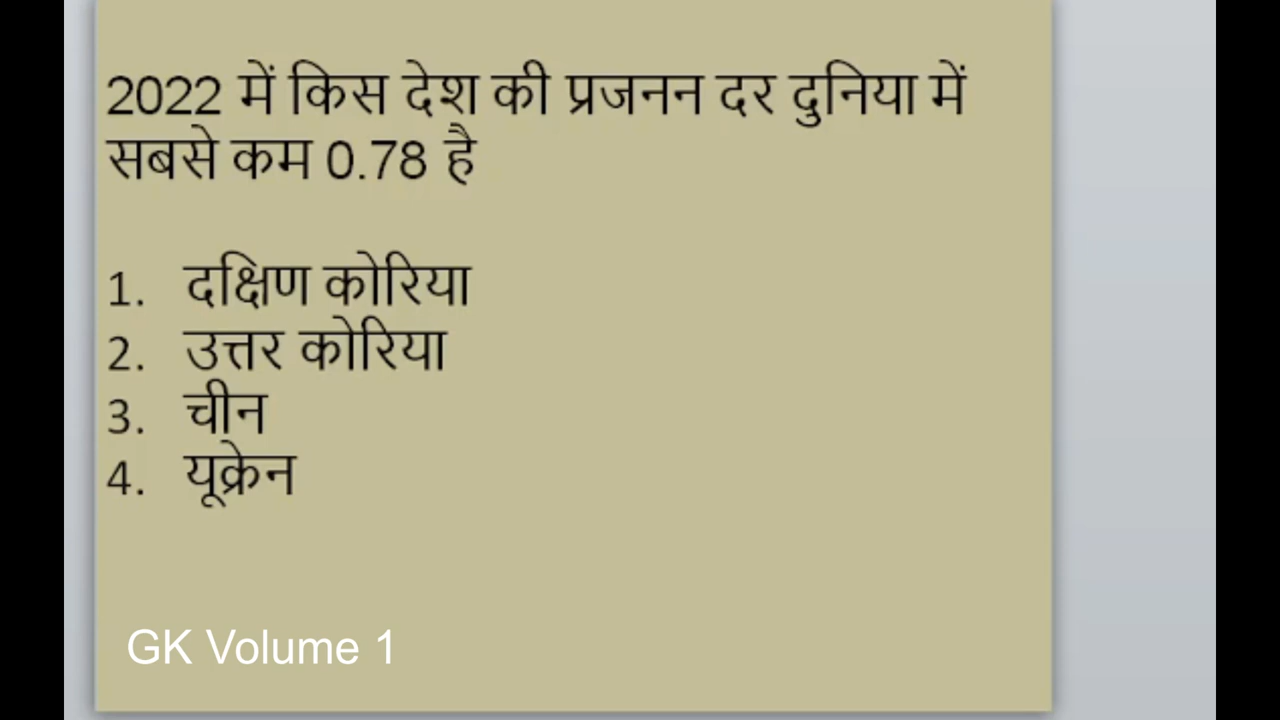 2022 में किस देश की प्रजनन दर दुनिया में
सबसे कम 0.78 है
1. दक्षिण कोरिया
2. उत्तर कोरिया
3. चीन
4. यूक्रेन
GK Volume 1